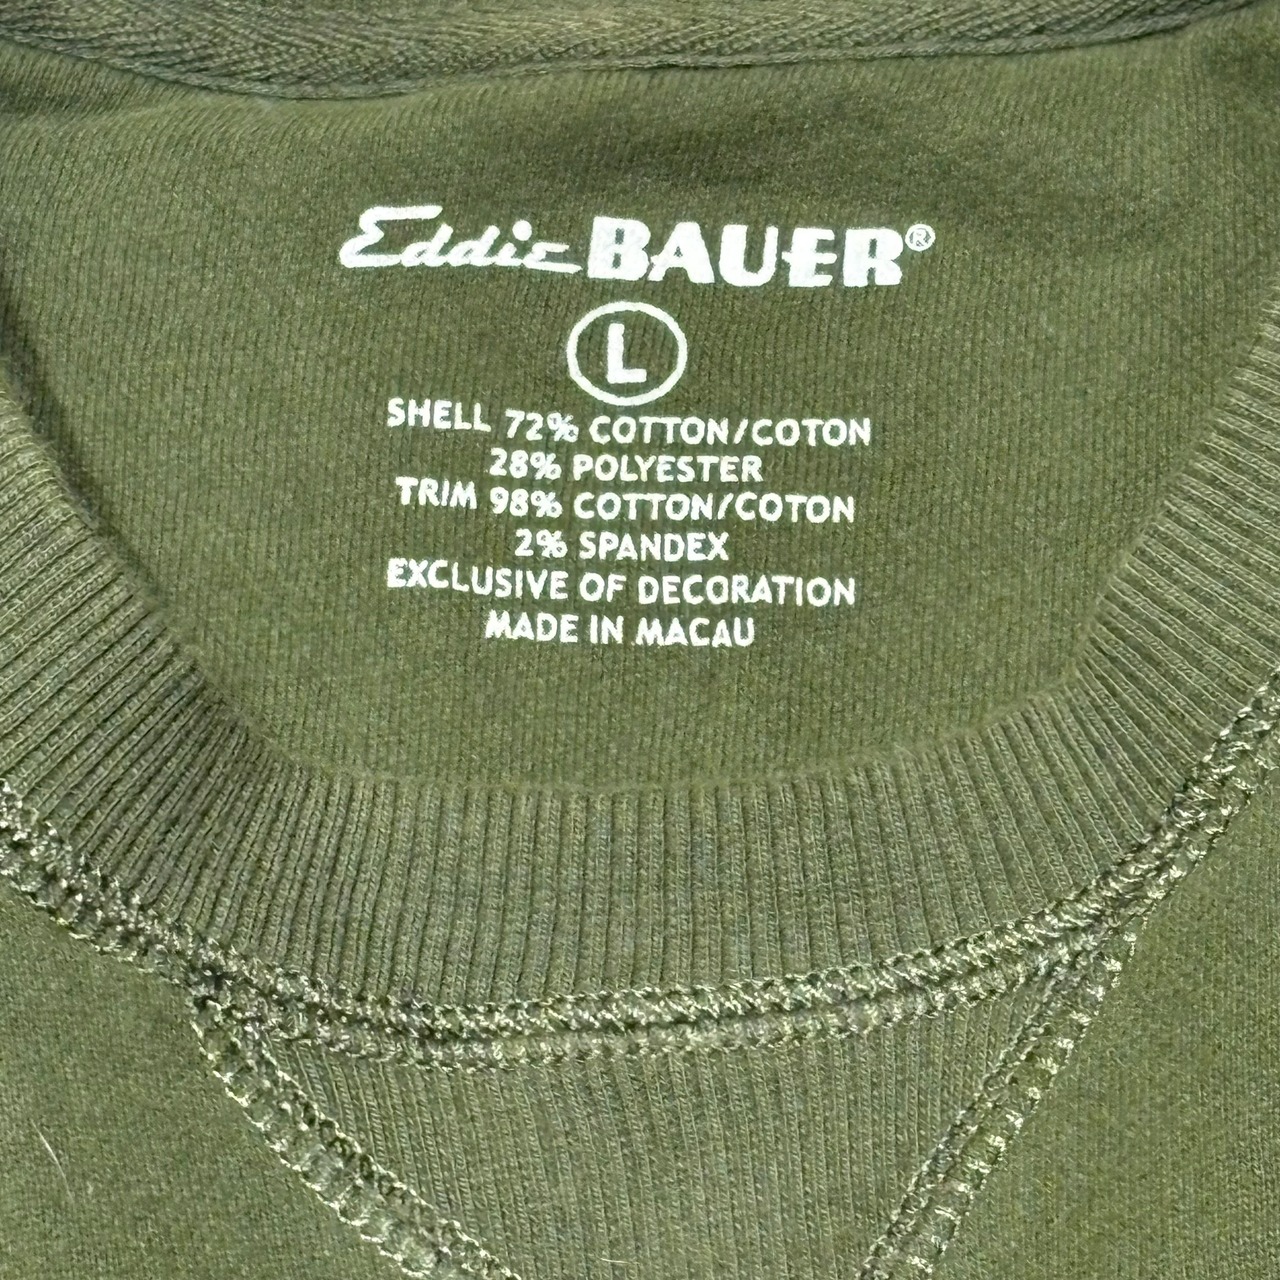 Eddie BAUER®
L
SHELL 72% COTTON/COTON
28% POLYESTER
TRIM 98% COTTON/COTON
2% SPANDEX
EXCLUSIVE OF DECORATION
MADE IN MACAU